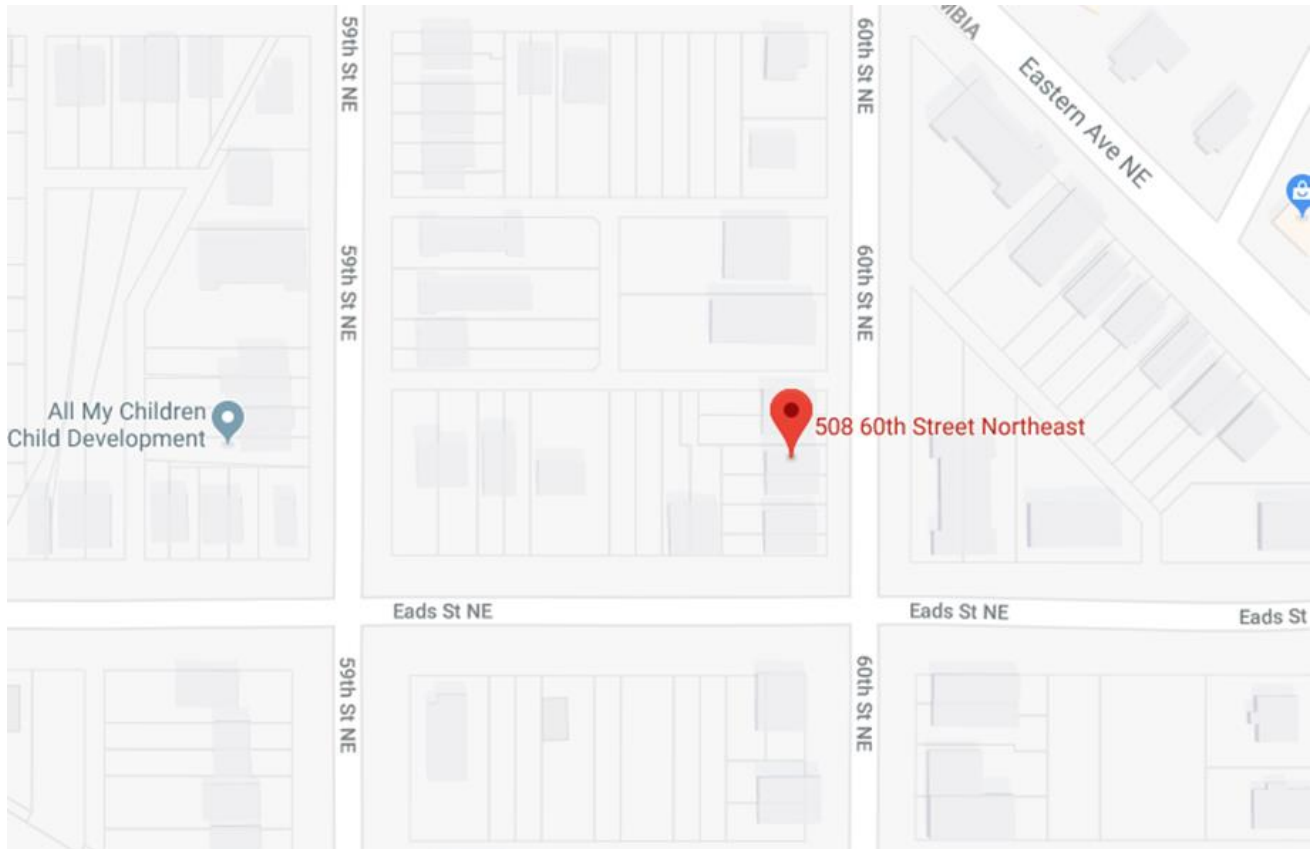 59th St NE
60th St NE
MBIA
Eastern Ave NE
59th St NE
60th St NE
All My Children
Child Development
508 60th Street Northeast
Eads St NE
Eads St NE
Eads St
59th St NE
60th St NE